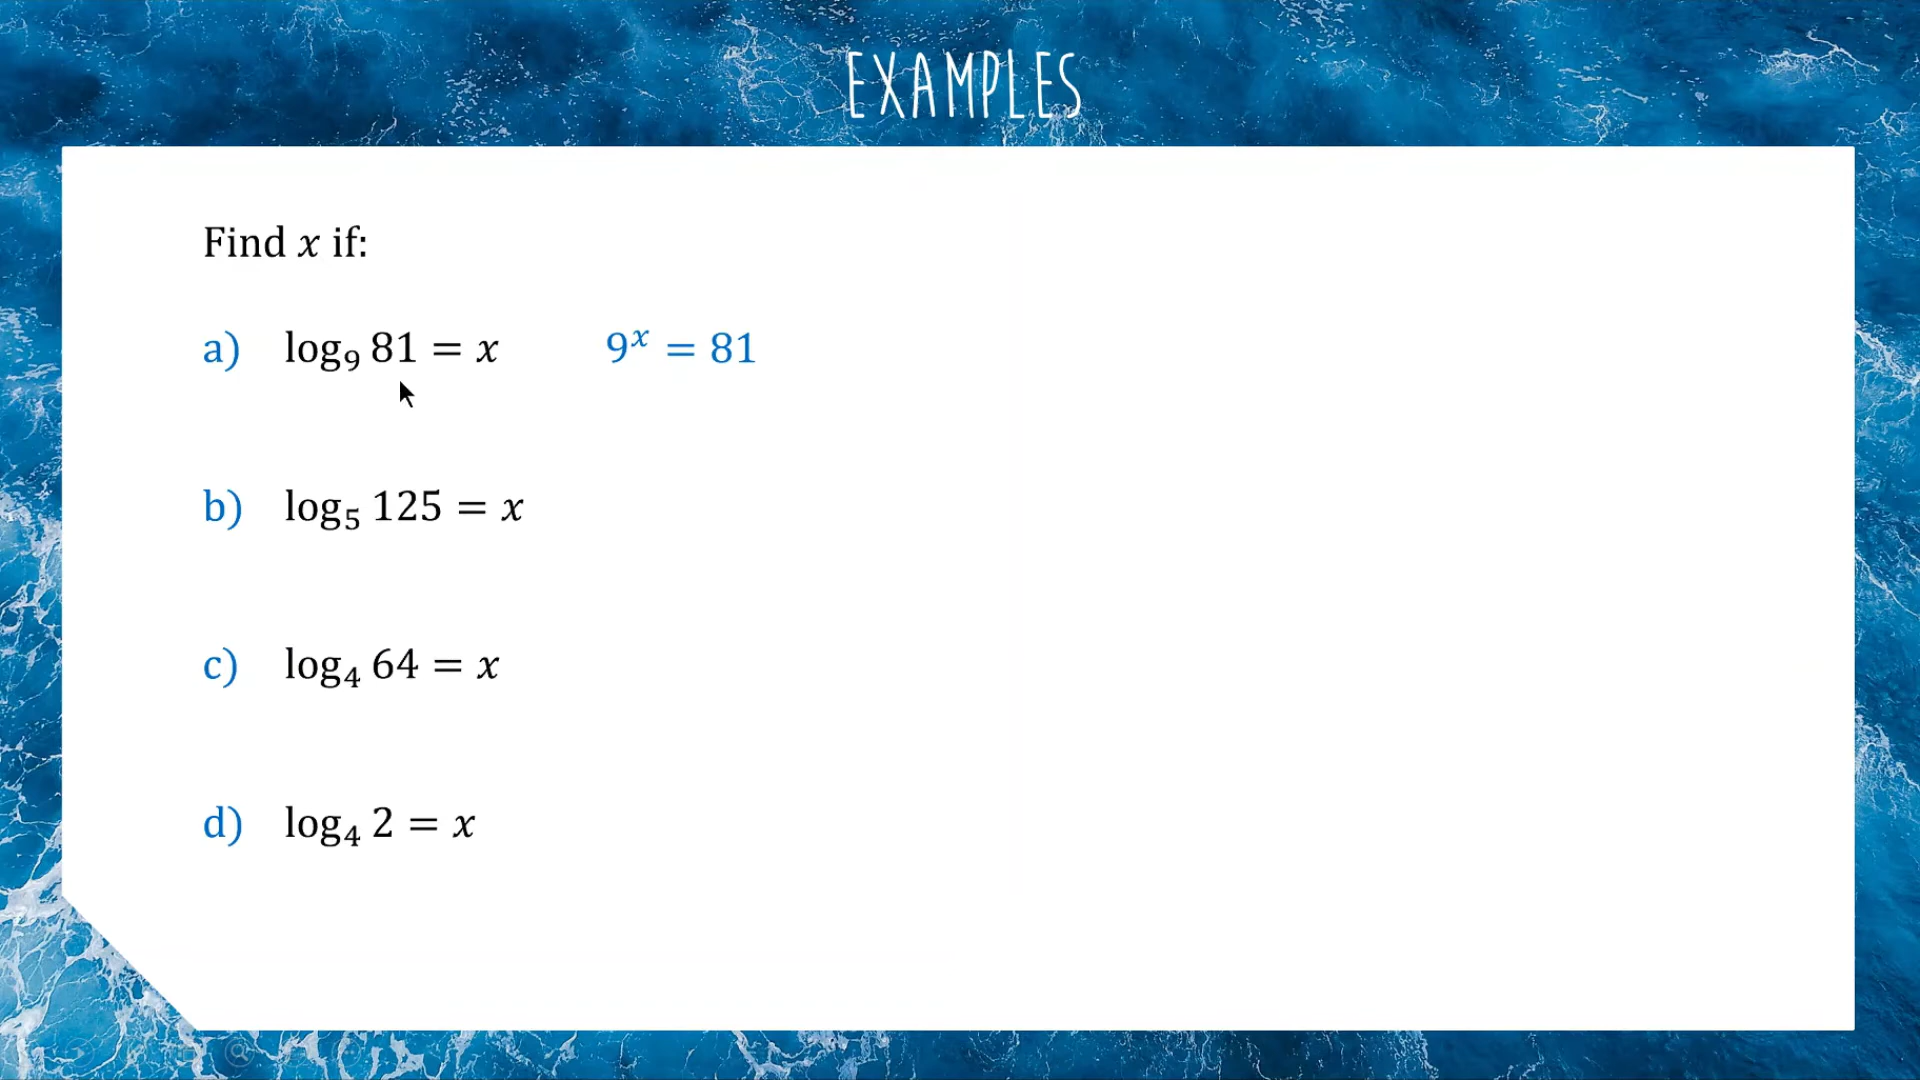 EXAMPLES
Find x if:
a) log₉ 81 = x 9ˣ = 81
b) log₅ 125 = x
c) log₄ 64 = x
d) log₄ 2 = x